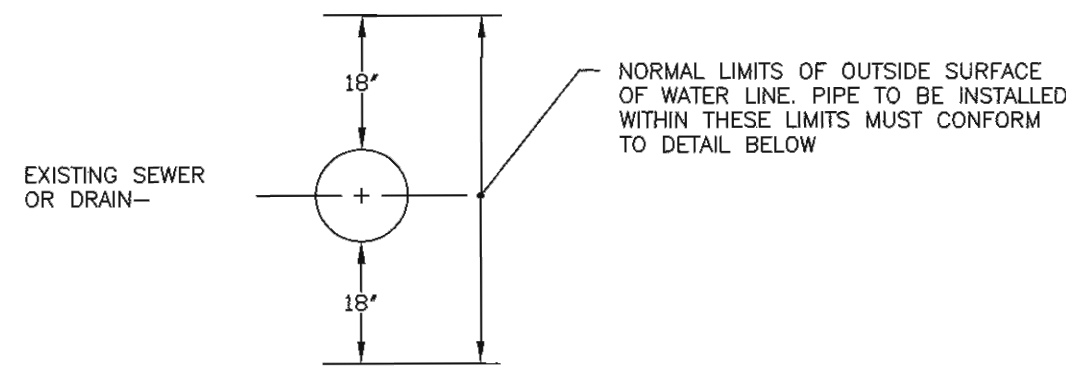 18"
NORMAL LIMITS OF OUTSIDE SURFACE
OF WATER LINE. PIPE TO BE INSTALLED
WITHIN THESE LIMITS MUST CONFORM
TO DETAIL BELOW
EXISTING SEWER
OR DRAIN—
18"